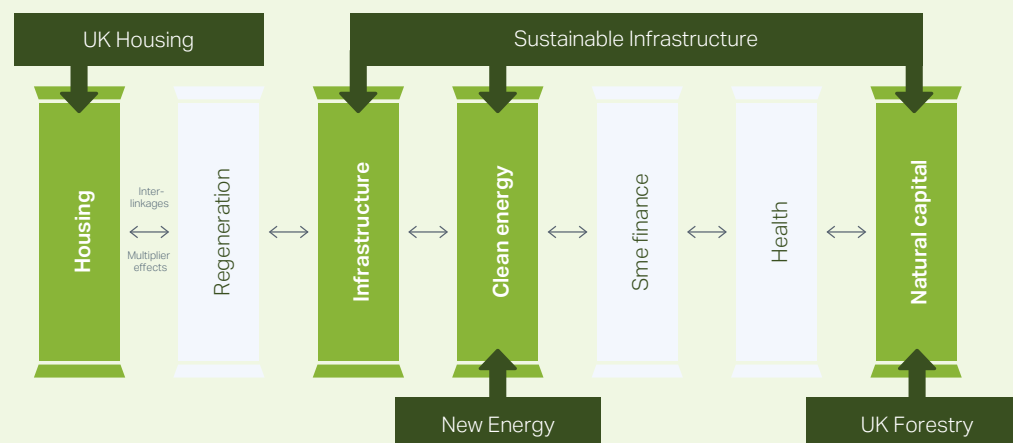 UK Housing
Sustainable Infrastructure
Housing
Inter-
linkages
Multiplier
effects
Regeneration
Infrastructure
Clean energy
Sme finance
Health
Natural capital
New Energy
UK Forestry